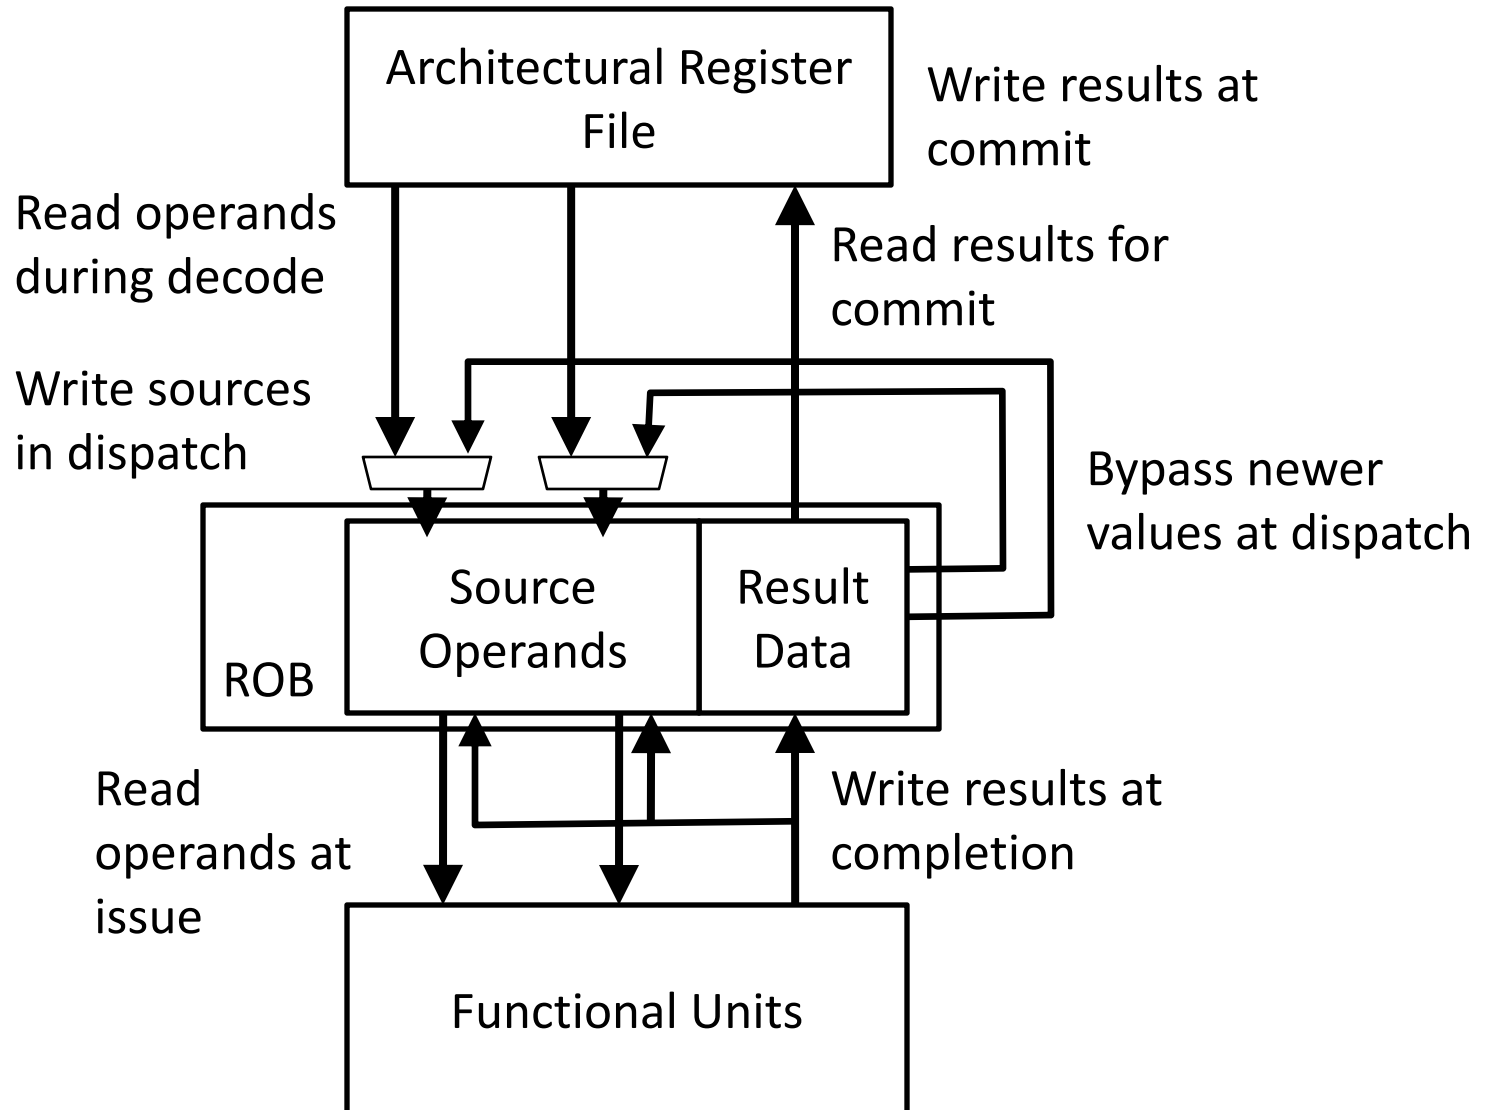 Architectural Register
File
Write results at
commit
Read operands
during decode
Read results for
commit
Write sources
in dispatch
Bypass newer
values at dispatch
Source
Operands
Result
Data
ROB
Read
operands at
issue
Write results at
completion
Functional Units